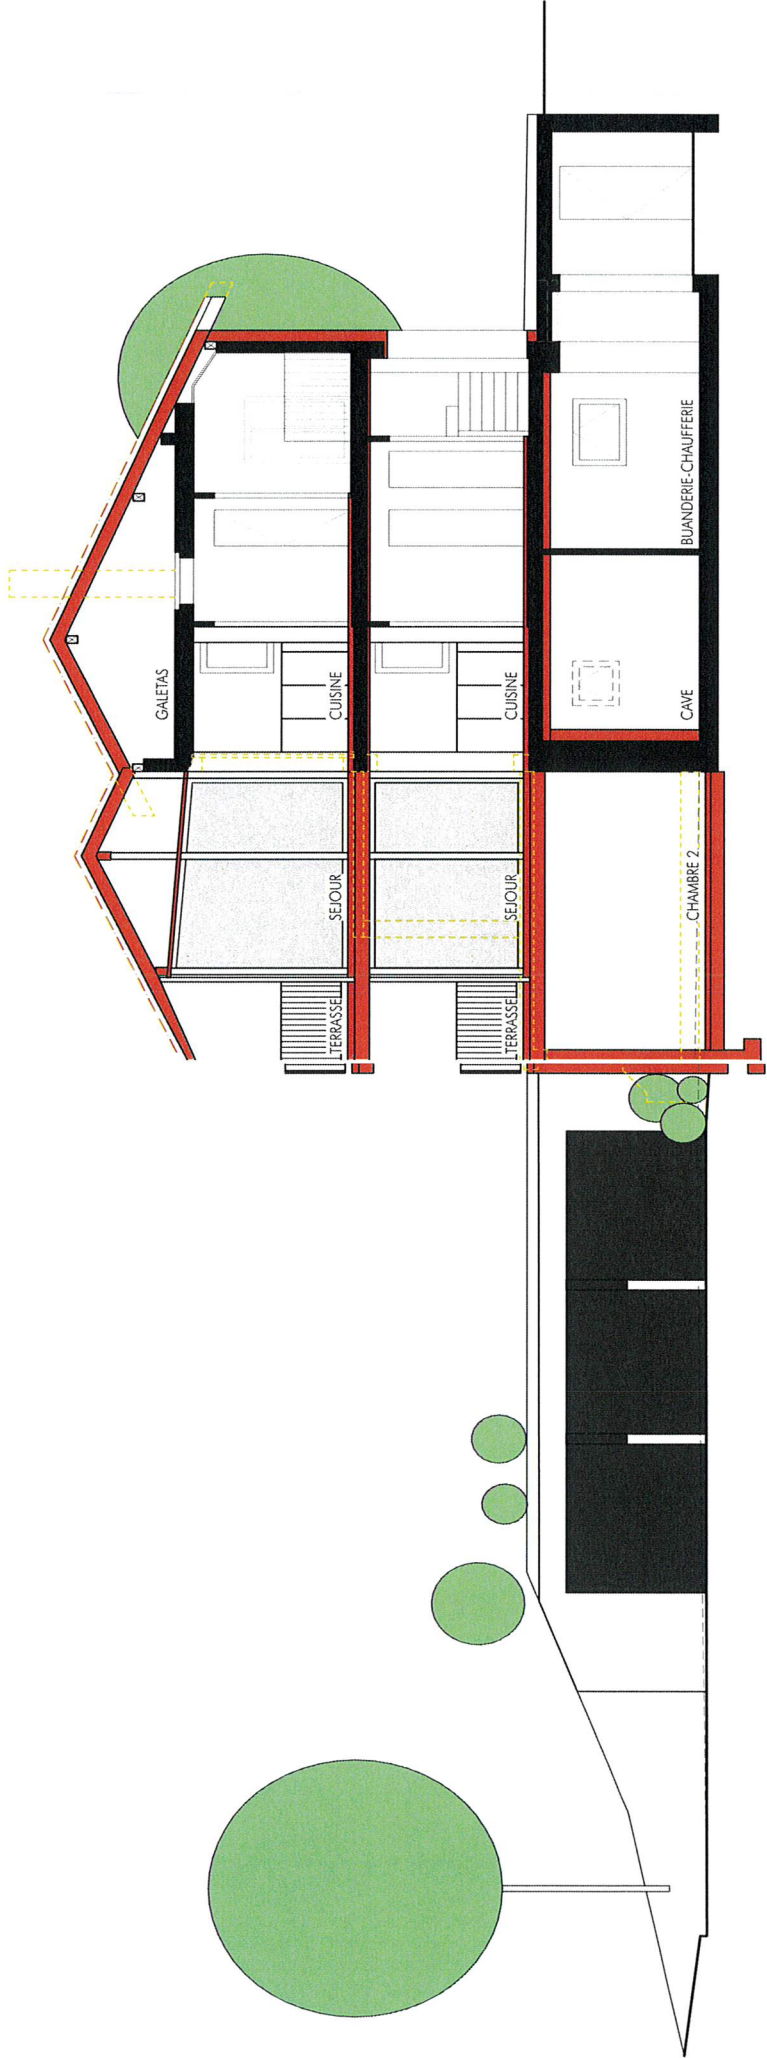 GALETAS
CUISINE
SEJOUR
TERRASSE
CUISINE
SEJOUR
TERRASSE
BUANDERIE-CHAUFFERIE
CAVE
CHAMBRE 2